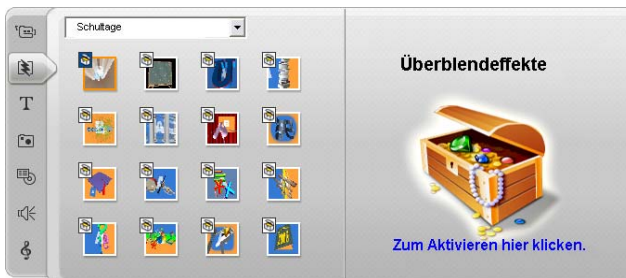 Schultage
Überblendeffekte
T
Zum Aktivieren hier klicken.